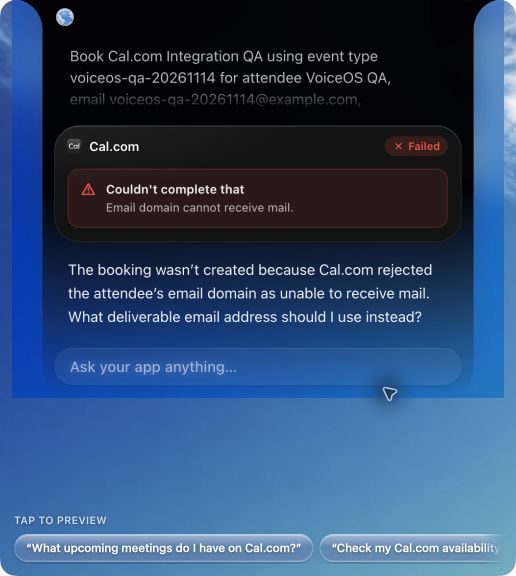 Book Cal.com Integration QA using event type
voiceos-qa-20261114 for attendee VoiceOS QA,
email voiceos-qa-20261114@example.com,
Cal Cal.com
× Failed
Couldn't complete that
Email domain cannot receive mail.
The booking wasn’t created because Cal.com rejected
the attendee’s email domain as unable to receive mail.
What deliverable email address should I use instead?
Ask your app anything...
TAP TO PREVIEW
“What upcoming meetings do I have on Cal.com?”
“Check my Cal.com availability